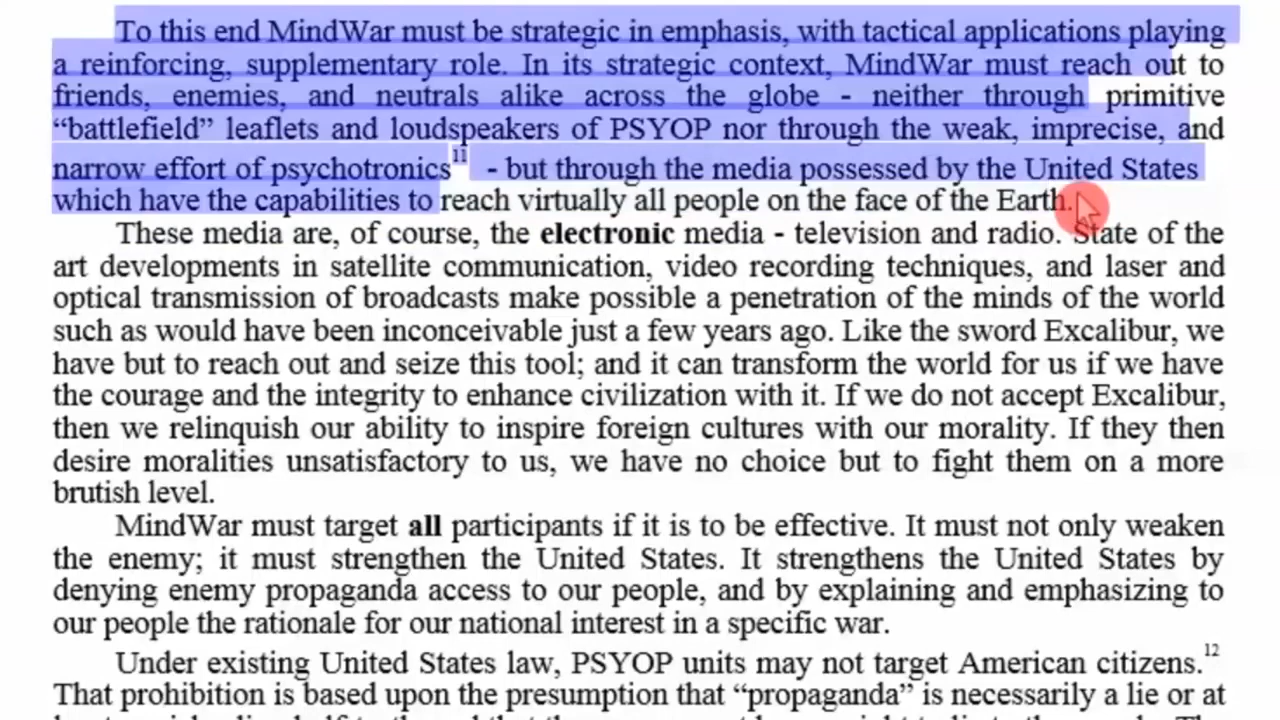 To this end MindWar must be strategic in emphasis, with tactical applications playing
a reinforcing, supplementary role. In its strategic context, MindWar must reach out to
friends, enemies, and neutrals alike across the globe - neither through primitive
“battlefield” leaflets and loudspeakers of PSYOP nor through the weak, imprecise, and
narrow effort of psychotronics11 - but through the media possessed by the United States
which have the capabilities to reach virtually all people on the face of the Earth.
These media are, of course, the electronic media - television and radio. State of the
art developments in satellite communication, video recording techniques, and laser and
optical transmission of broadcasts make possible a penetration of the minds of the world
such as would have been inconceivable just a few years ago. Like the sword Excalibur, we
have but to reach out and seize this tool; and it can transform the world for us if we have
the courage and the integrity to enhance civilization with it. If we do not accept Excalibur,
then we relinquish our ability to inspire foreign cultures with our morality. If they then
desire moralities unsatisfactory to us, we have no choice but to fight them on a more
brutish level.
MindWar must target all participants if it is to be effective. It must not only weaken
the enemy; it must strengthen the United States. It strengthens the United States by
denying enemy propaganda access to our people, and by explaining and emphasizing to
our people the rationale for our national interest in a specific war.
Under existing United States law, PSYOP units may not target American citizens.12
That prohibition is based upon the presumption that “propaganda” is necessarily a lie or at